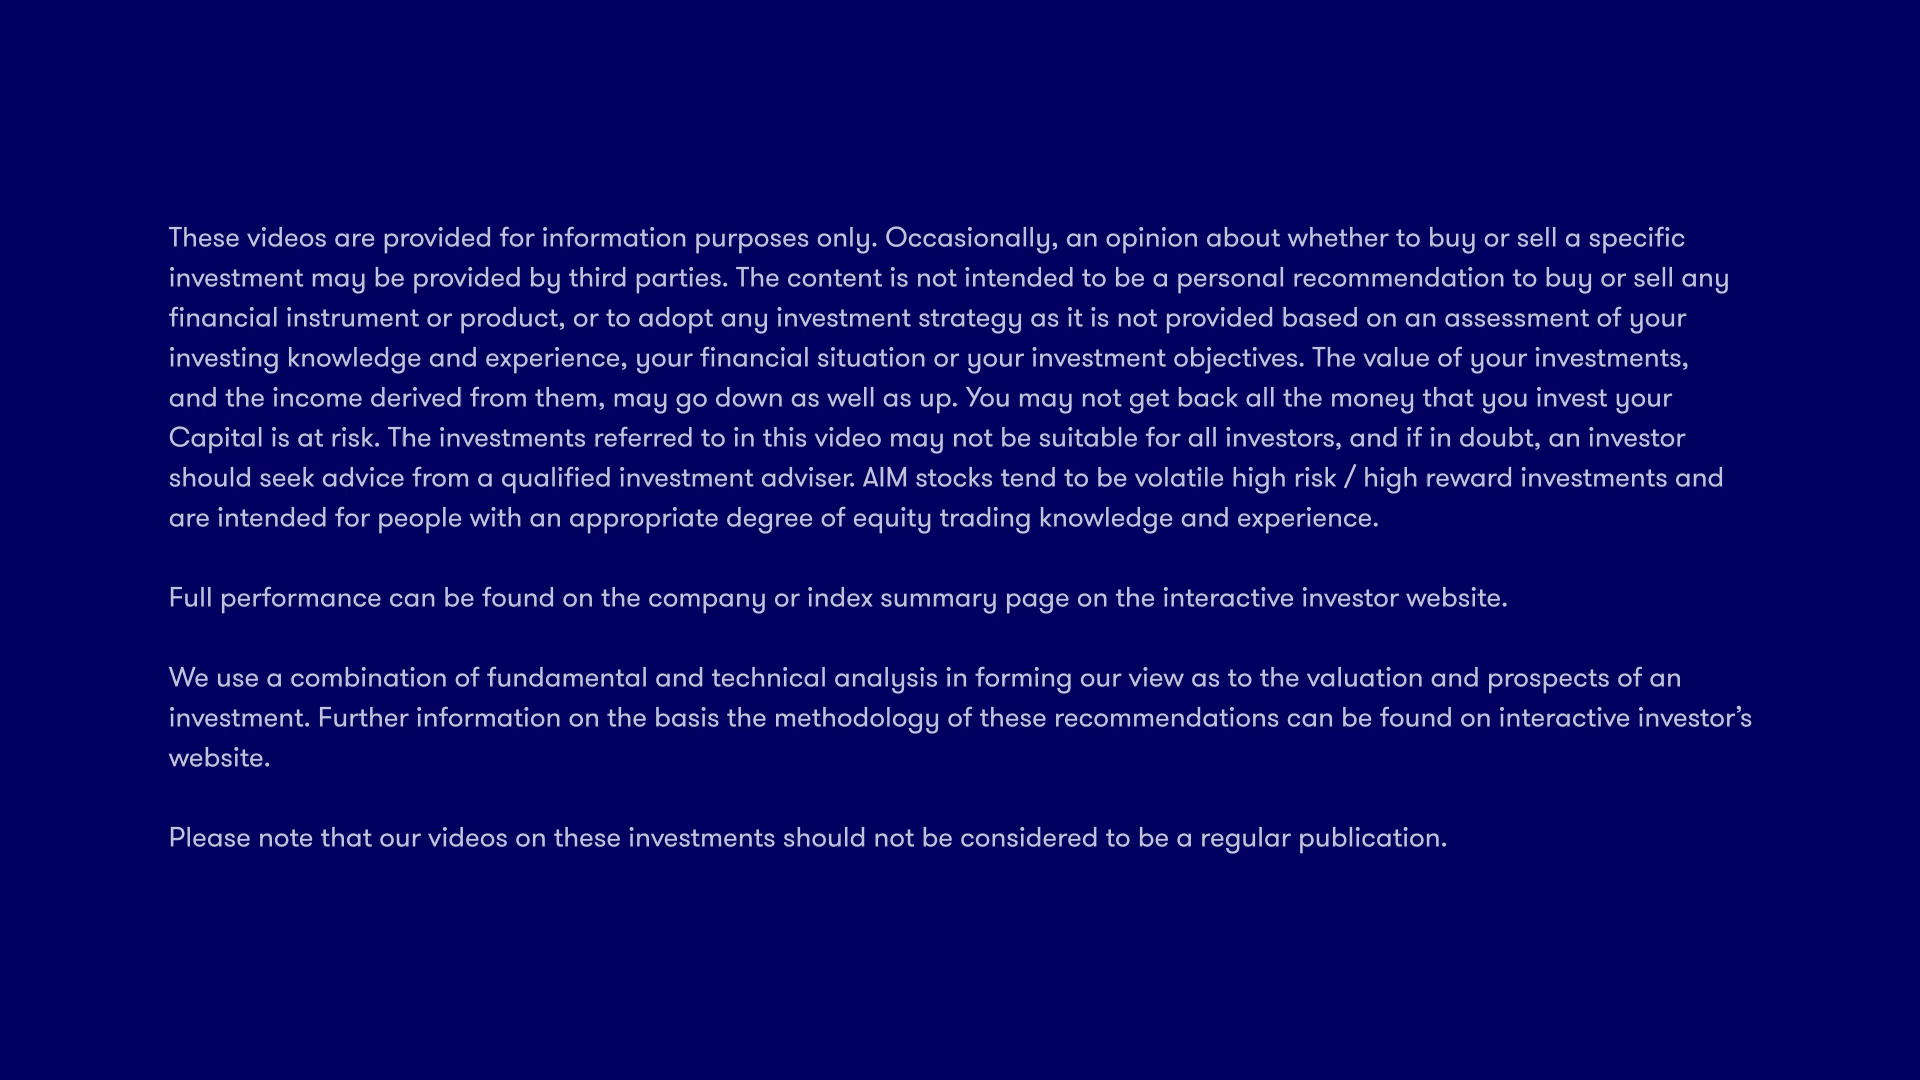 These videos are provided for information purposes only. Occasionally, an opinion about whether to buy or sell a specific
investment may be provided by third parties. The content is not intended to be a personal recommendation to buy or sell any
financial instrument or product, or to adopt any investment strategy as it is not provided based on an assessment of your
investing knowledge and experience, your financial situation or your investment objectives. The value of your investments,
and the income derived from them, may go down as well as up. You may not get back all the money that you invest your
Capital is at risk. The investments referred to in this video may not be suitable for all investors, and if in doubt, an investor
should seek advice from a qualified investment adviser. AIM stocks tend to be volatile high risk / high reward investments and
are intended for people with an appropriate degree of equity trading knowledge and experience.
Full performance can be found on the company or index summary page on the interactive investor website.
We use a combination of fundamental and technical analysis in forming our view as to the valuation and prospects of an
investment. Further information on the basis the methodology of these recommendations can be found on interactive investor’s
website.
Please note that our videos on these investments should not be considered to be a regular publication.